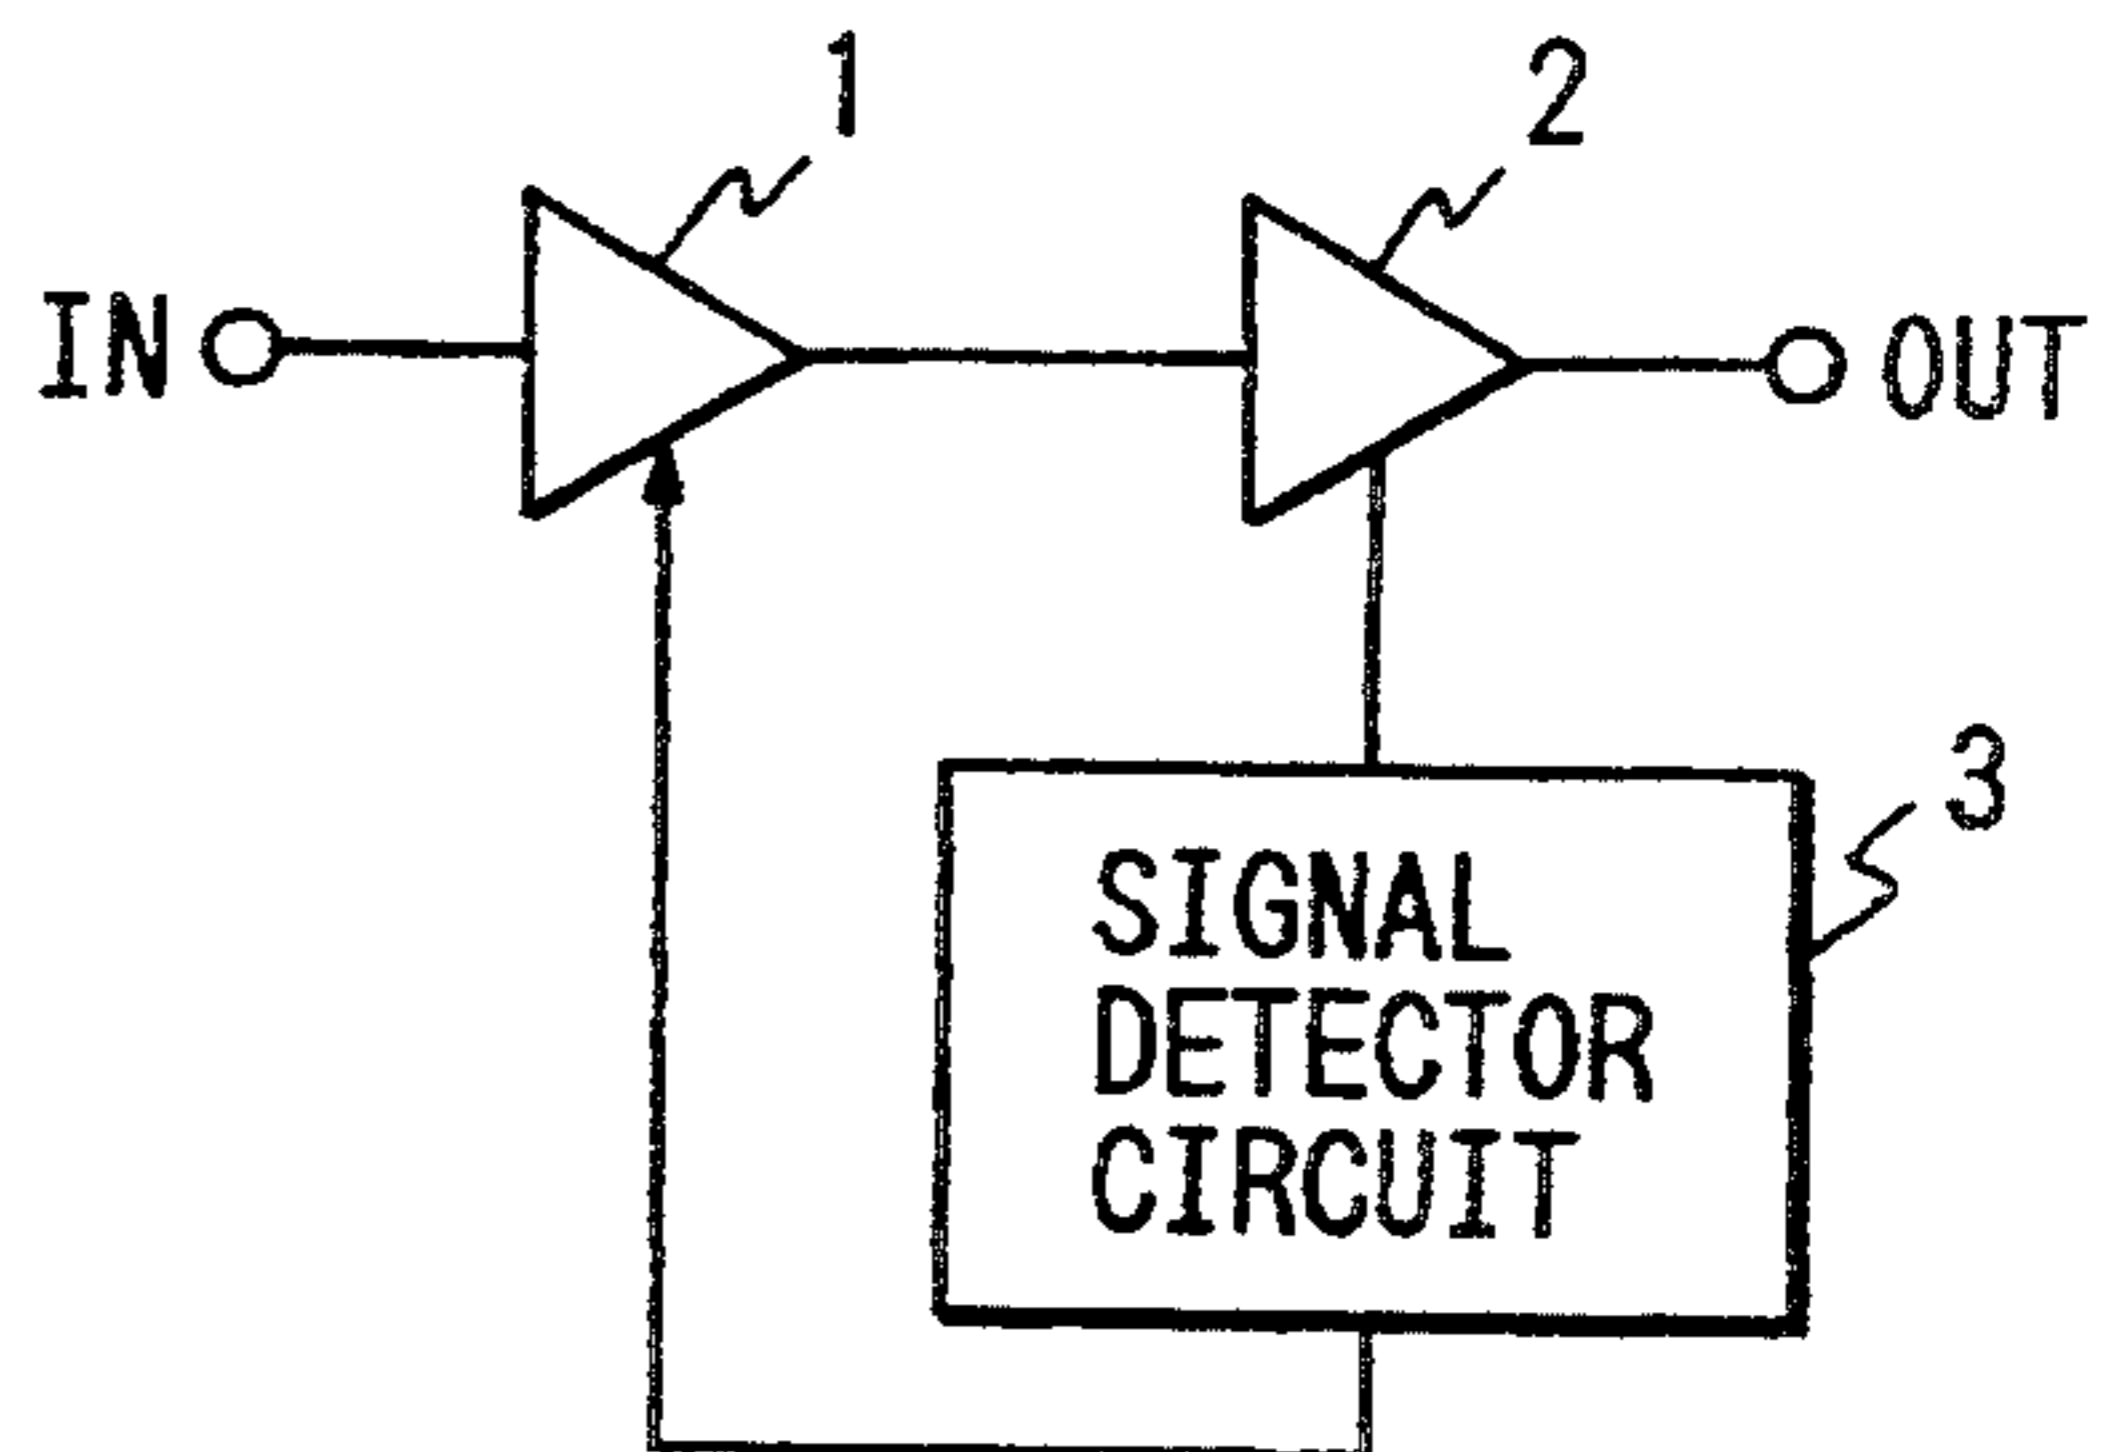 1
2
IN
OUT
3
SIGNAL
DETECTOR
CIRCUIT